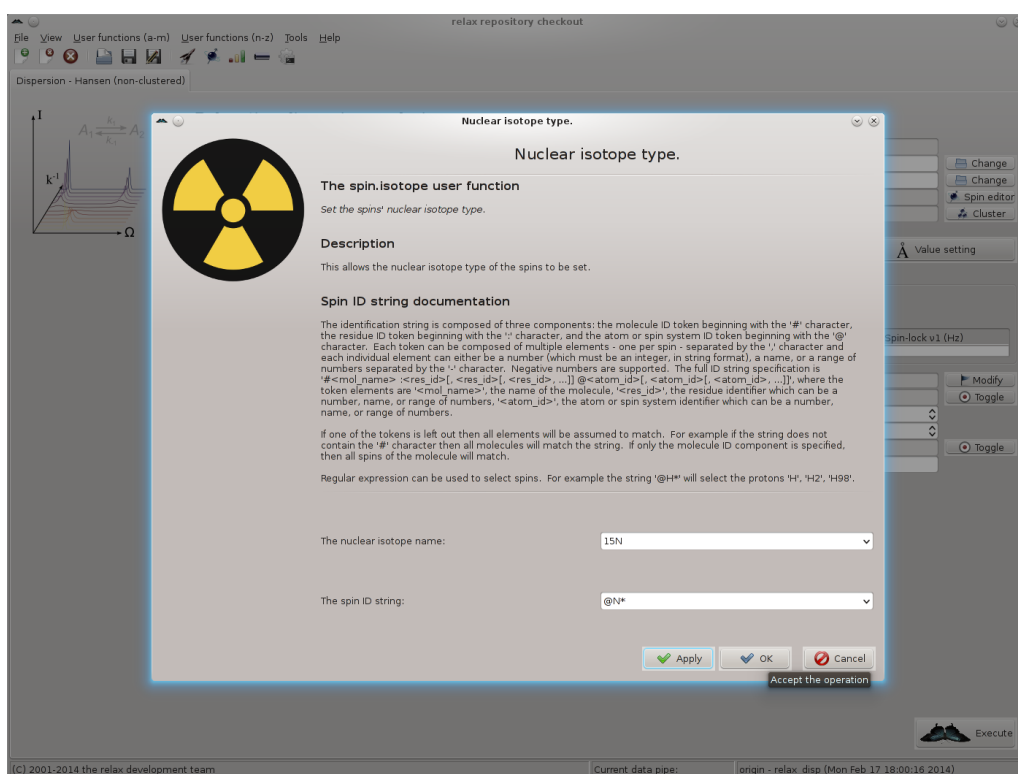 relax repository checkout
File View User functions (a-m) User functions (n-z) Tools Help
Dispersion - Hansen (non-clustered)
I
A₁ A₂
k⁻¹
Ω
Nuclear isotope type.
Nuclear isotope type.
The spin.isotope user function
Set the spins' nuclear isotope type.
Description
This allows the nuclear isotope type of the spins to be set.
Spin ID string documentation
The identification string is composed of three components: the molecule ID token beginning with the '#' character,
the residue ID token beginning with the ':' character, and the atom or spin system ID token beginning with the '@'
character. Each token can be composed of multiple elements - one per spin - separated by the ',' character and
each individual element can either be a number (which must be an integer, in string format), a name, or a range of
numbers separated by the '-' character. Negative numbers are supported. The full ID string specification is
'#<mol_name> :<res_id>[, <res_id>[, <res_id>, ...]] @<atom_id>[, <atom_id>[, <atom_id>, ...]]', where the
token elements are '<mol_name>', the name of the molecule, '<res_id>', the residue identifier which can be a
number, name, or range of numbers, '<atom_id>', the atom or spin system identifier which can be a number,
name, or range of numbers.
If one of the tokens is left out then all elements will be assumed to match. For example if the string does not
contain the '#' character then all molecules will match the string. If only the molecule ID component is specified,
then all spins of the molecule will match.
Regular expression can be used to select spins. For example the string '@H*' will select the protons 'H', 'H2', 'H98'.
The nuclear isotope name:
15N
The spin ID string:
@N*
Apply
OK
Cancel
Accept the operation
Change
Change
Spin editor
Cluster
Å Value setting
Spin-lock ν1 (Hz)
Modify
Toggle
Toggle
Execute
(C) 2001-2014 the relax development team
Current data pipe:
origin - relax_disp (Mon Feb 17 18:00:16 2014)